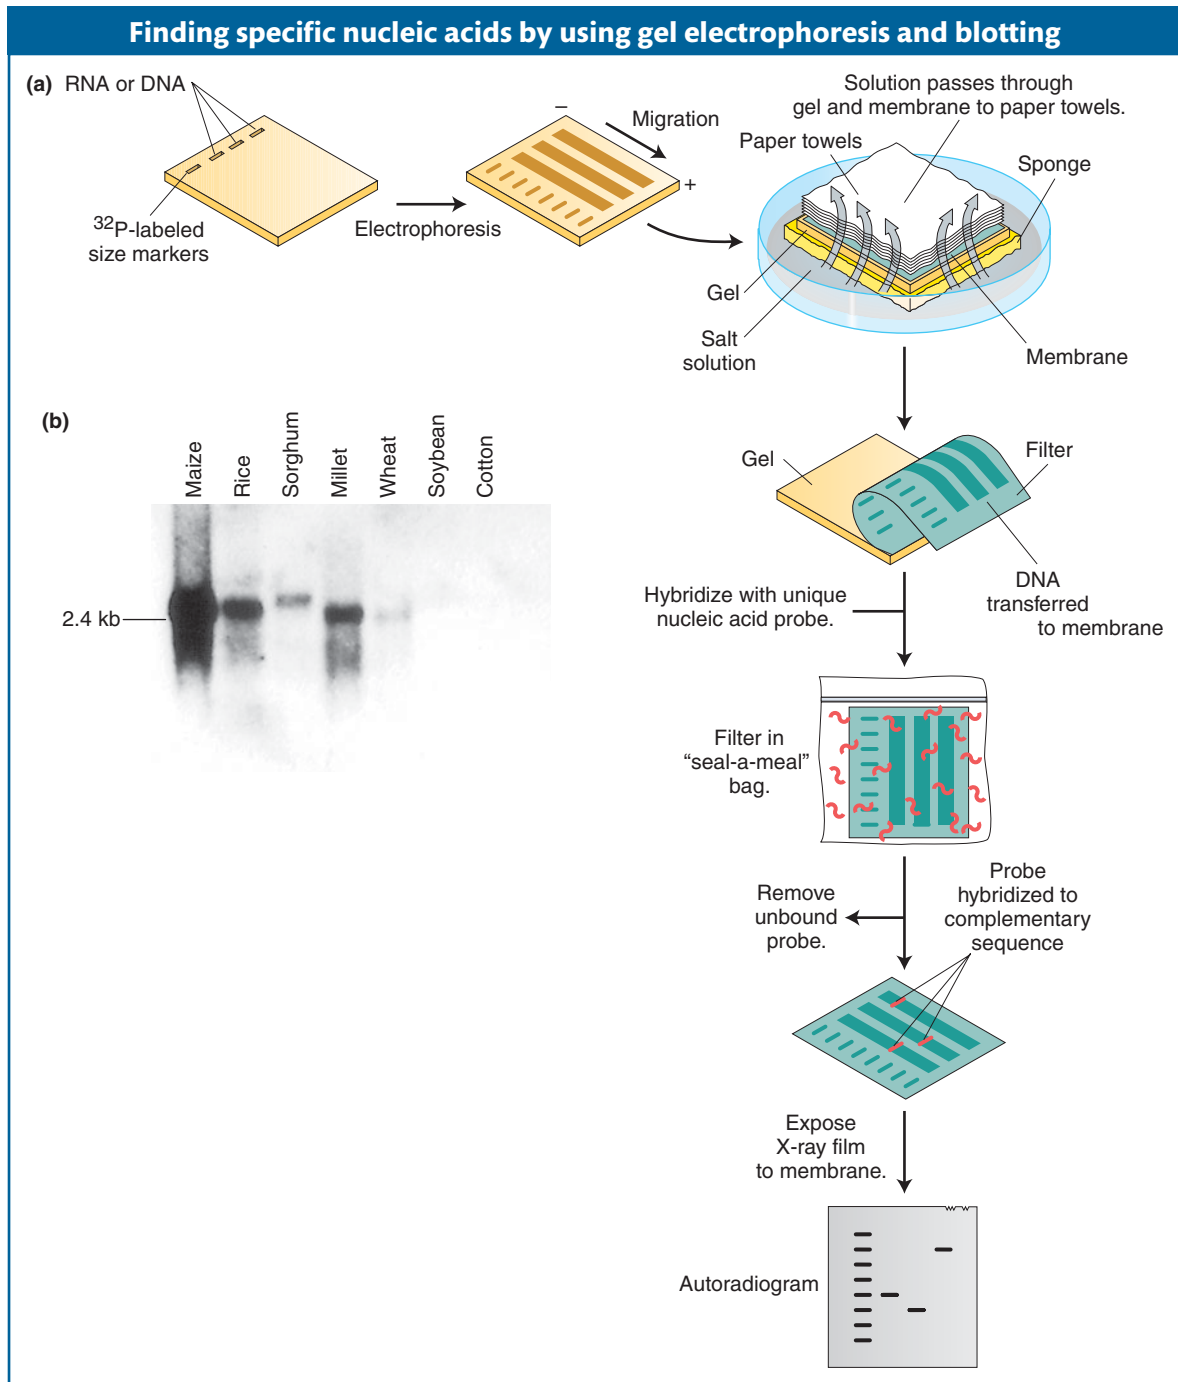 Finding specific nucleic acids by using gel electrophoresis and blotting
(a) RNA or DNA
32P-labeled
size markers
Electrophoresis
–
Migration
+
Solution passes through
gel and membrane to paper towels.
Paper towels
Sponge
Gel
Salt
solution
Membrane
(b)
Maize
Rice
Sorghum
Millet
Wheat
Soybean
Cotton
2.4 kb
Gel
Filter
DNA
transferred
to membrane
Hybridize with unique
nucleic acid probe.
Filter in
“seal-a-meal”
bag.
Remove
unbound
probe.
Probe
hybridized to
complementary
sequence
Expose
X-ray film
to membrane.
Autoradiogram